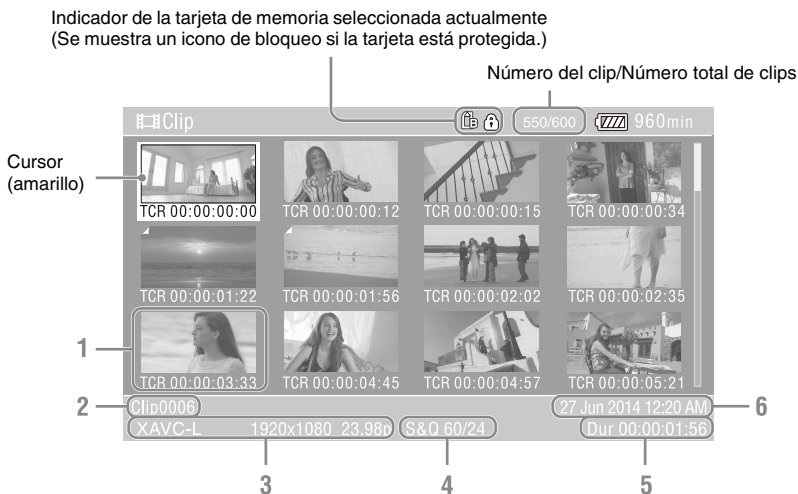 Indicador de la tarjeta de memoria seleccionada actualmente
(Se muestra un icono de bloqueo si la tarjeta está protegida.)
Número del clip/Número total de clips
Clip B 550/600 960min
Cursor
(amarillo)
TCR 00:00:00:00 TCR 00:00:00:12 TCR 00:00:00:15 TCR 00:00:00:34
TCR 00:00:01:22 TCR 00:00:01:56 TCR 00:00:02:02 TCR 00:00:02:35
1
TCR 00:00:03:33 TCR 00:00:04:45 TCR 00:00:04:57 TCR 00:00:05:21
2 Clip0006 27 Jun 2014 12:20 AM 6
XAVC-L 1920x1080 23.98p S&Q 60/24 Dur 00:00:01:56
3 4 5